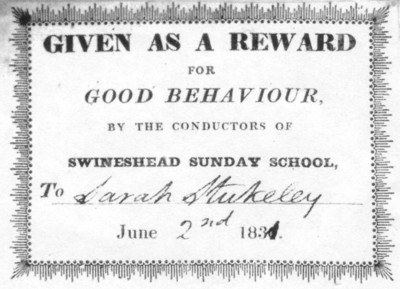 GIVEN AS A REWARD
FOR
GOOD BEHAVIOUR,
BY THE CONDUCTORS OF
SWINESHEAD SUNDAY SCHOOL,
To Sarah Stukeley
June 2nd 1831.